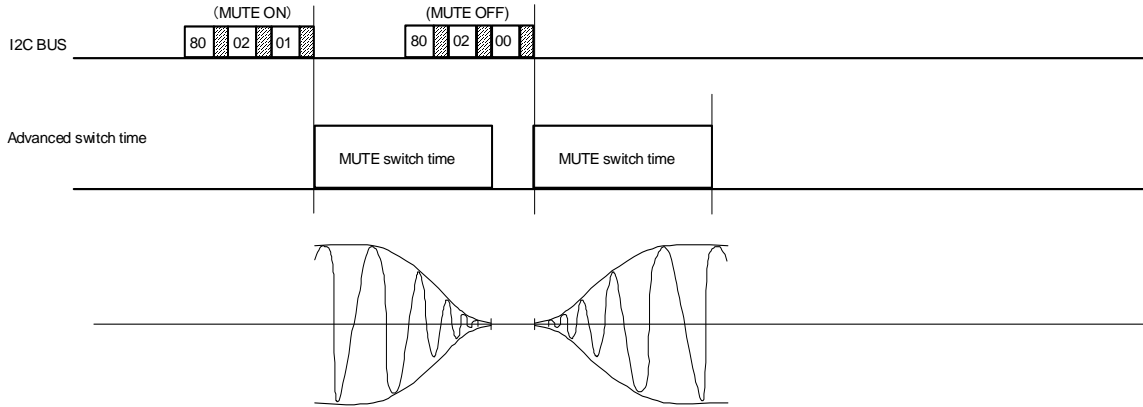 （MUTE ON） (MUTE OFF)
I2C BUS 80 02 01 80 02 00
Advanced switch time
MUTE switch time MUTE switch time